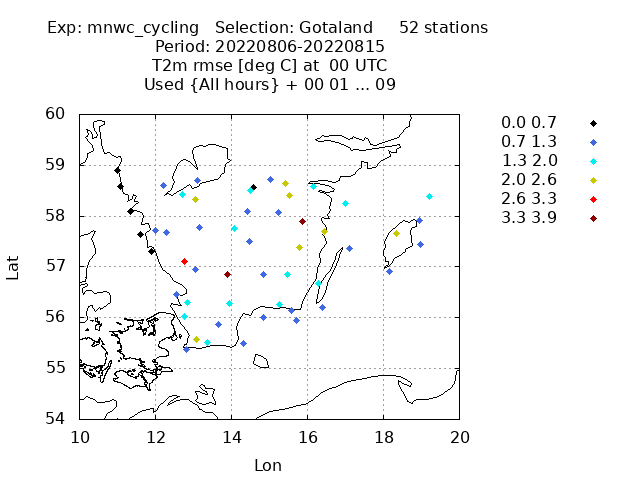 Exp: mnwc_cycling   Selection: Gotaland     52 stations
Period: 20220806-20220815
T2m rmse [deg C] at  00 UTC
Used {All hours} + 00 01 ... 09
60
59
58
57
56
55
54
10 12 14 16 18 20
Lat
Lon
0.0 0.7
0.7 1.3
1.3 2.0
2.0 2.6
2.6 3.3
3.3 3.9